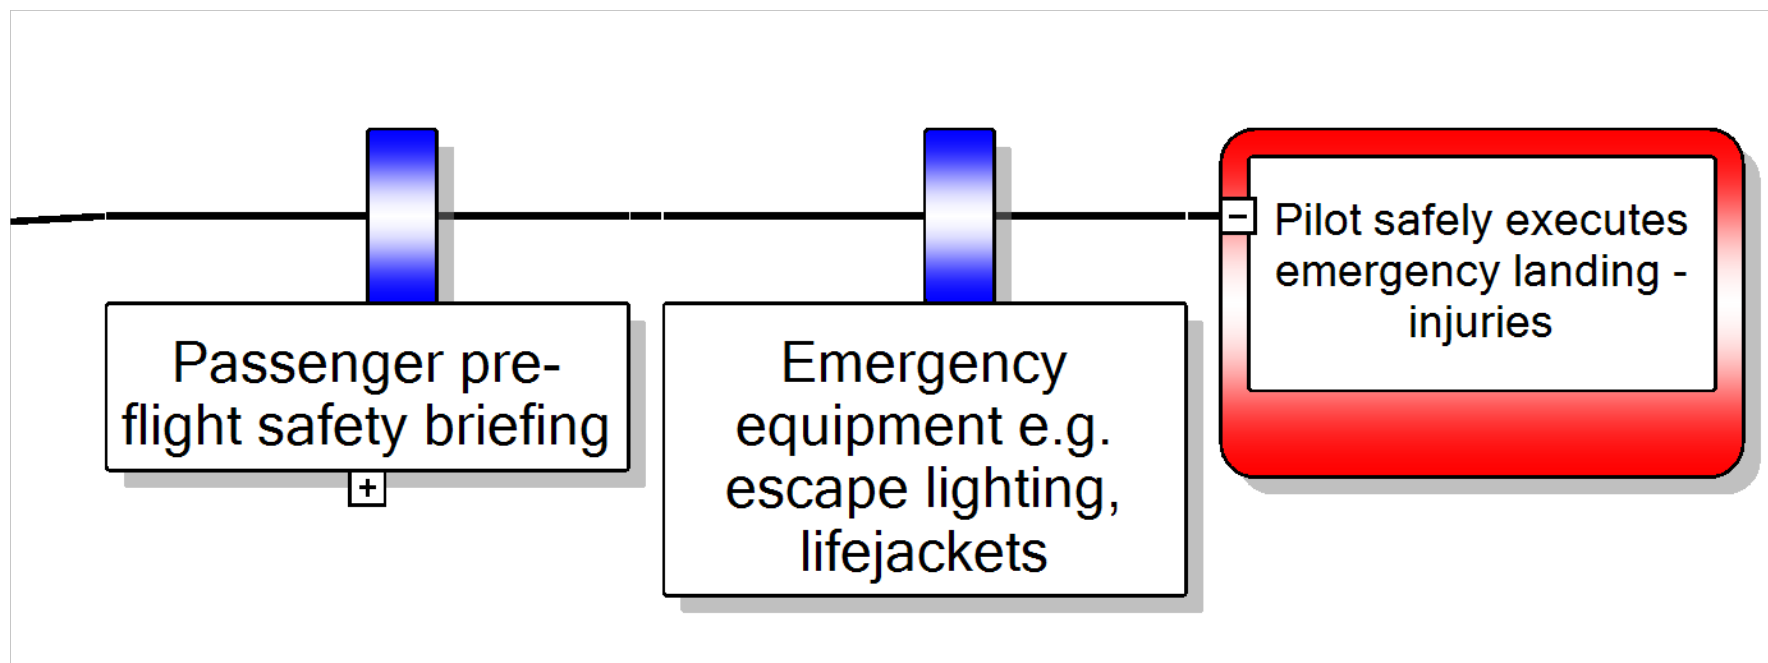 Passenger pre-
flight safety briefing
+
Emergency
equipment e.g.
escape lighting,
lifejackets
−
Pilot safely executes
emergency landing -
injuries